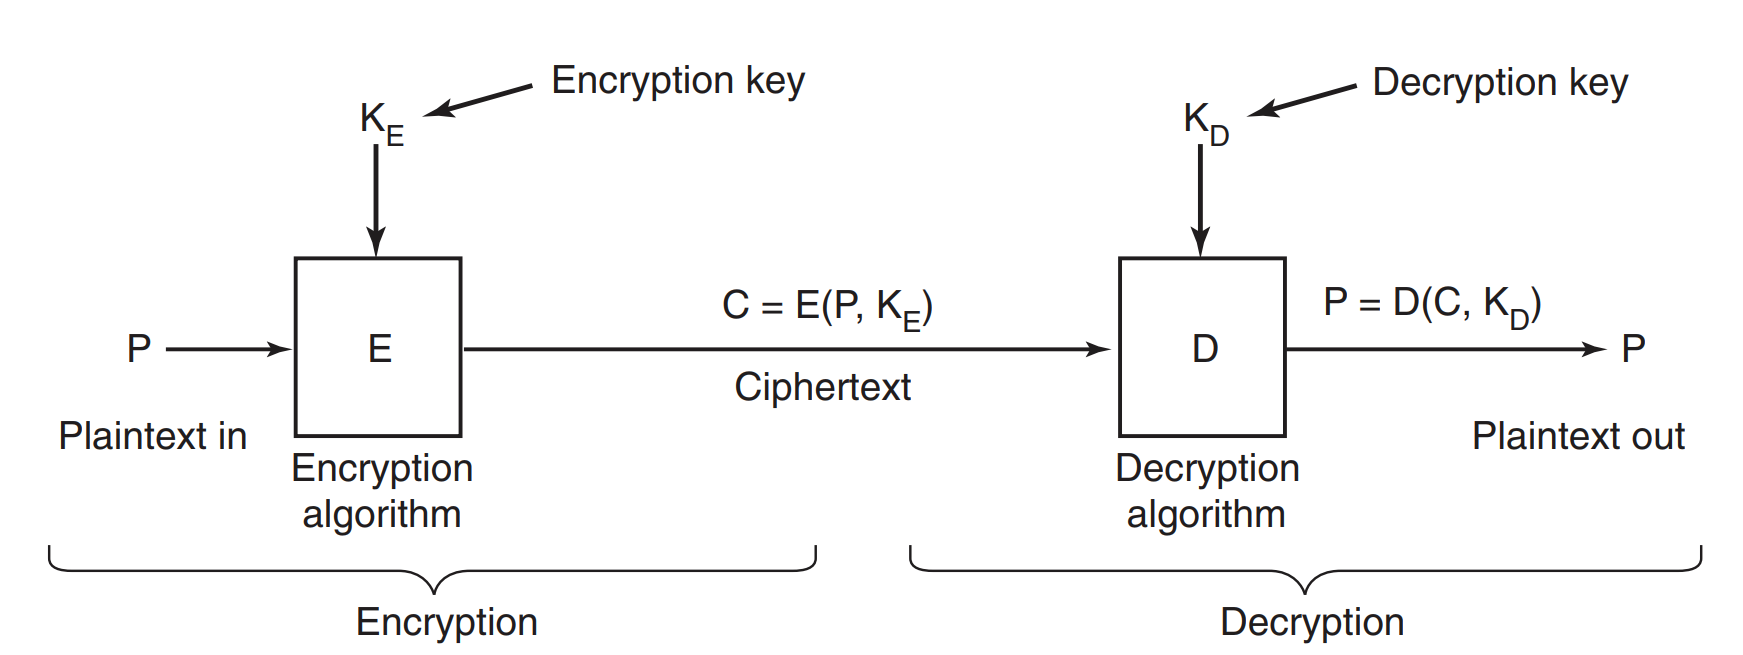 Encryption key
K_E
Decryption key
K_D
C = E(P, K_E)
P = D(C, K_D)
P
E
D
P
Ciphertext
Plaintext in
Plaintext out
Encryption
algorithm
Decryption
algorithm
Encryption
Decryption